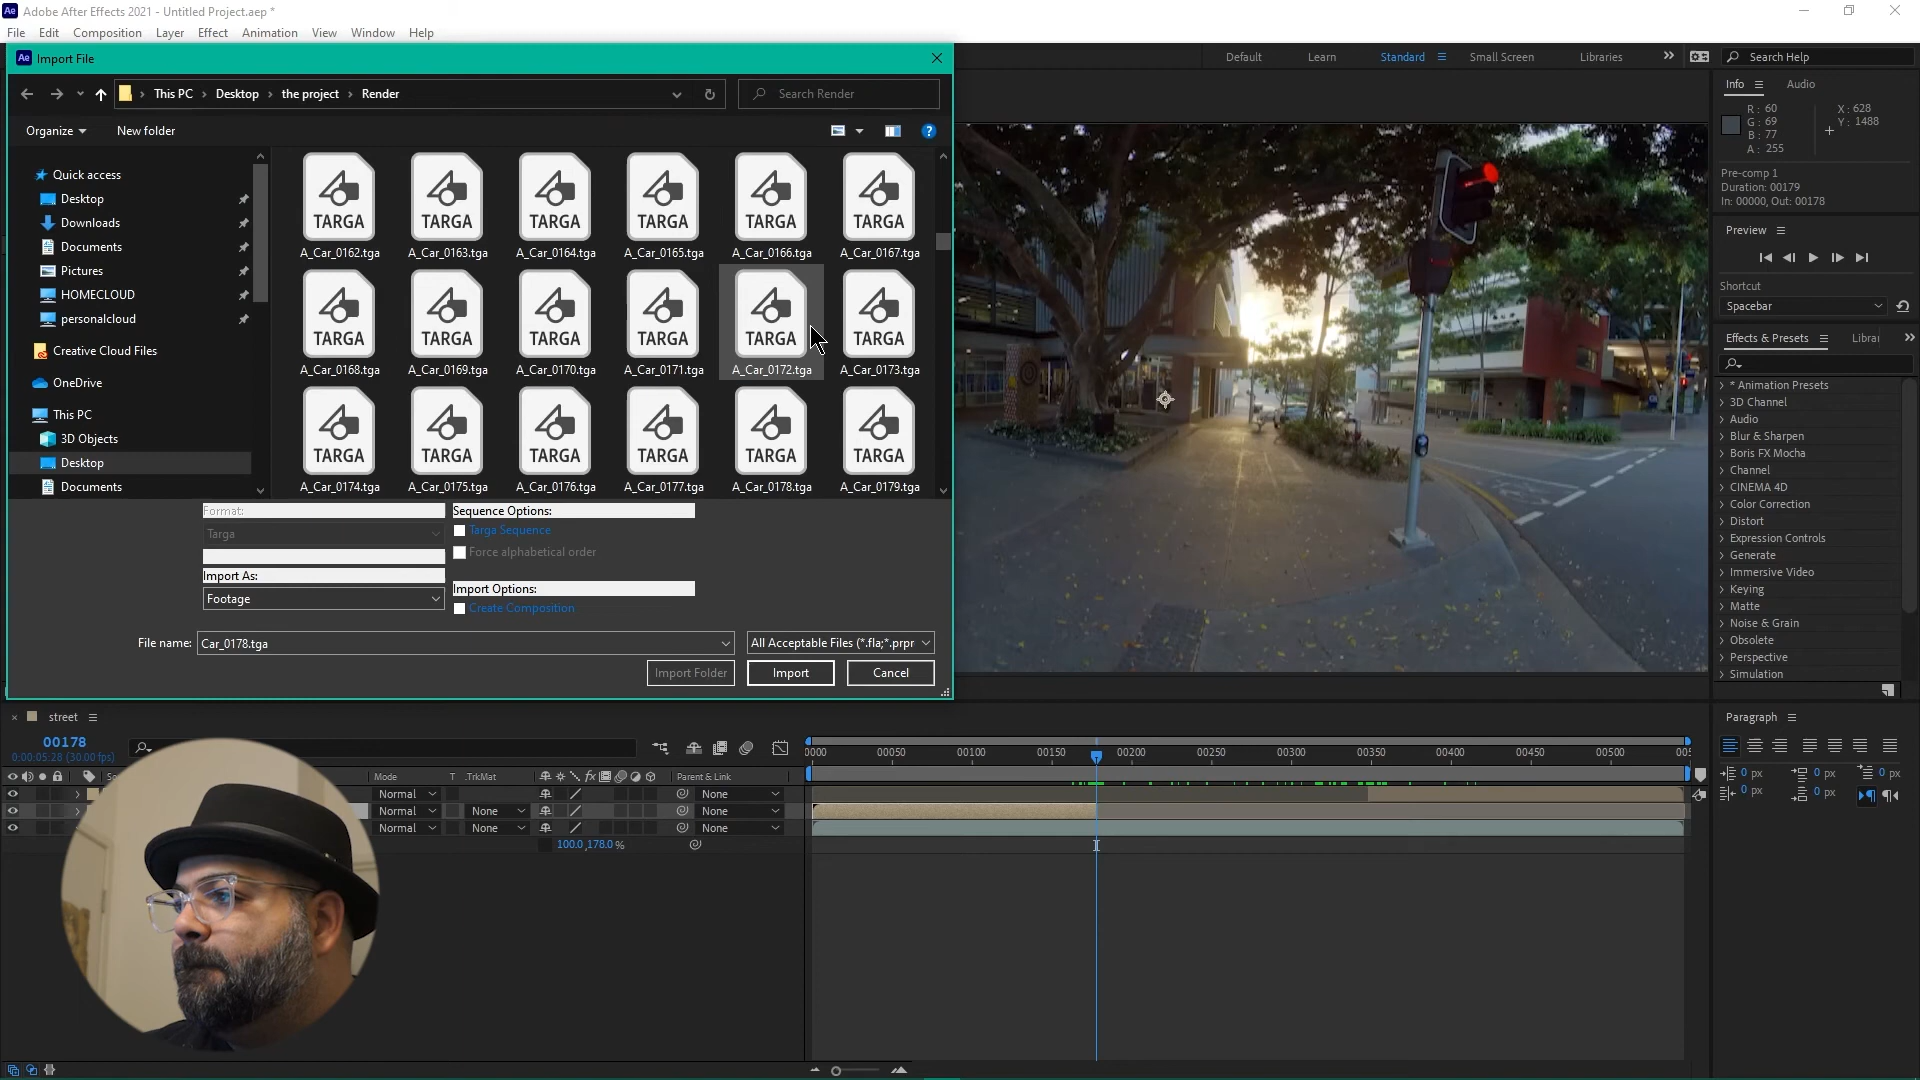 Ae Adobe After Effects 2021 - Untitled Project.aep *
File Edit Composition Layer Effect Animation View Window Help
Ae Import File
Default Learn Standard Small Screen Libraries Search Help
This PC Desktop the project Render
Search Render
Organize New folder
Quick access
Desktop
Downloads
Documents
Pictures
HOMECLOUD
personalcloud
Creative Cloud Files
OneDrive
This PC
3D Objects
Desktop
Documents
TARGA TARGA TARGA TARGA TARGA TARGA
A_Car_0162.tga A_Car_0163.tga A_Car_0164.tga A_Car_0165.tga A_Car_0166.tga A_Car_0167.tga
TARGA TARGA TARGA TARGA TARGA TARGA
A_Car_0168.tga A_Car_0169.tga A_Car_0170.tga A_Car_0171.tga A_Car_0172.tga A_Car_0173.tga
TARGA TARGA TARGA TARGA TARGA TARGA
A_Car_0174.tga A_Car_0175.tga A_Car_0176.tga A_Car_0177.tga A_Car_0178.tga A_Car_0179.tga
Format:
Targa
Import As:
Footage
Sequence Options:
Targa Sequence
Force alphabetical order
Import Options:
Create Composition
File name: Car_0178.tga All Acceptable Files (*.fla;*.prpr
Import Folder Import Cancel
Info Audio
R: 60 X: 628
G: 69 Y: 1488
B: 77
A: 255
Pre-comp 1
Duration: 00179
In: 00000, Out: 00178
Preview
Shortcut
Spacebar
Effects & Presets Librar
* Animation Presets
3D Channel
Audio
Blur & Sharpen
Boris FX Mocha
Channel
CINEMA 4D
Color Correction
Distort
Expression Controls
Generate
Immersive Video
Keying
Matte
Noise & Grain
Obsolete
Perspective
Simulation
street
00178
0:00:05:28 (30.00 fps)
0000 00050 00100 00150 00200 00250 00300 00350 00400 00450 00500 005
Mode T .TrkMat fx Parent & Link
Normal None
Normal None None
Normal None None
100.0,178.0%
Paragraph
0 px 0 px 0 px
0 px 0 px